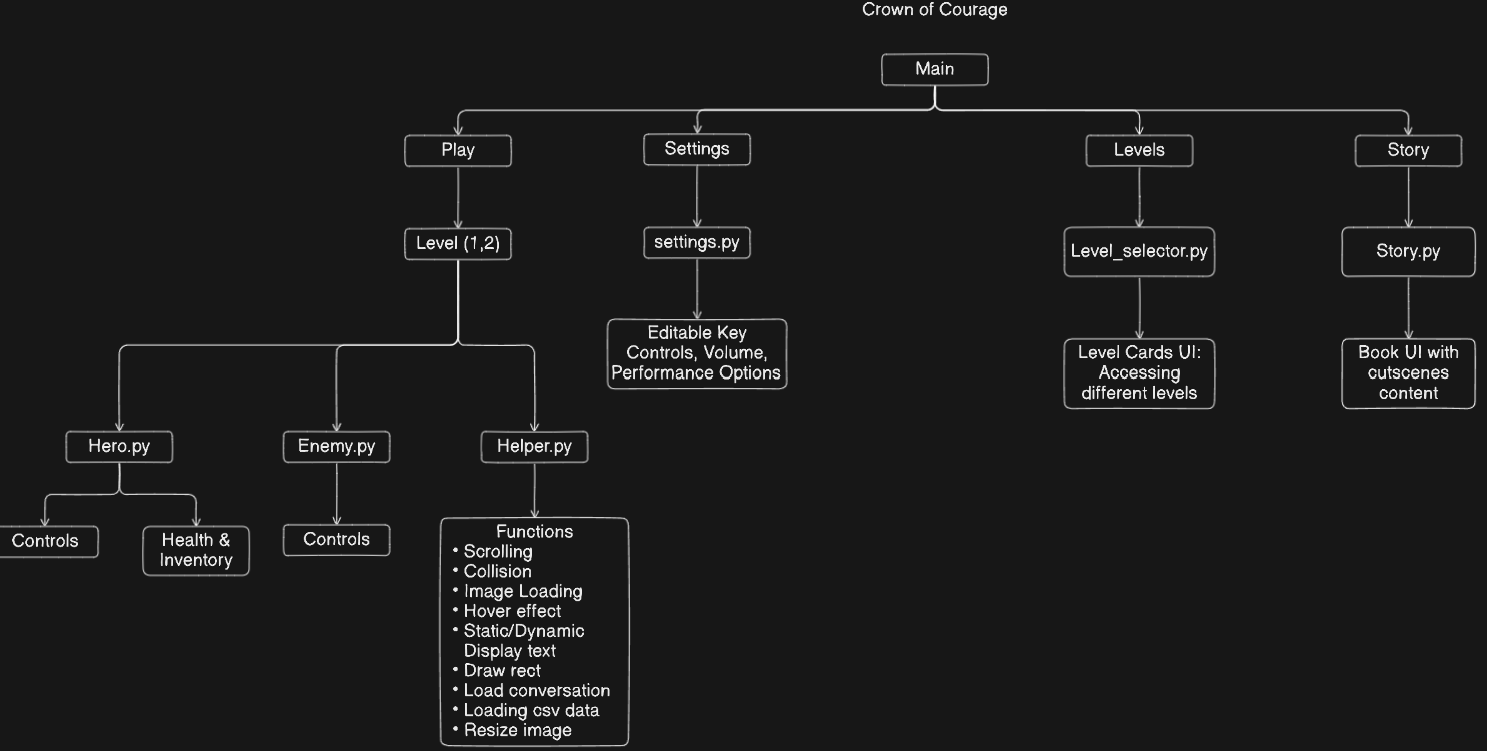 Crown of Courage
Main
Play
Settings
Levels
Story
Level (1,2)
settings.py
Level_selector.py
Story.py
Editable Key
Controls, Volume,
Performance Options
Level Cards UI:
Accessing
different levels
Book UI with
cutscenes
content
Hero.py
Enemy.py
Helper.py
Controls
Health &
Inventory
Controls
Functions
• Scrolling
• Collision
• Image Loading
• Hover effect
• Static/Dynamic
Display text
• Draw rect
• Load conversation
• Loading csv data
• Resize image